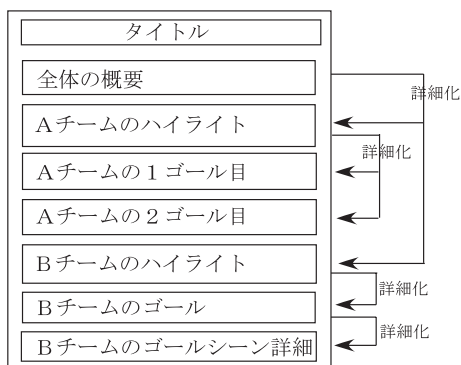 タイトル
全体の概要
詳細化
Aチームのハイライト
詳細化
Aチームの１ゴール目
Aチームの２ゴール目
Bチームのハイライト
詳細化
Bチームのゴール
詳細化
Bチームのゴールシーン詳細